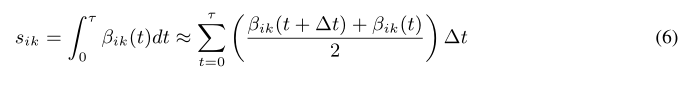 s_{ik} = \int_0^\tau \beta_{ik}(t)dt \approx \sum_{t=0}^{\tau} \left( \frac{\beta_{ik}(t + \Delta t) + \beta_{ik}(t)}{2} \right) \Delta t (6)